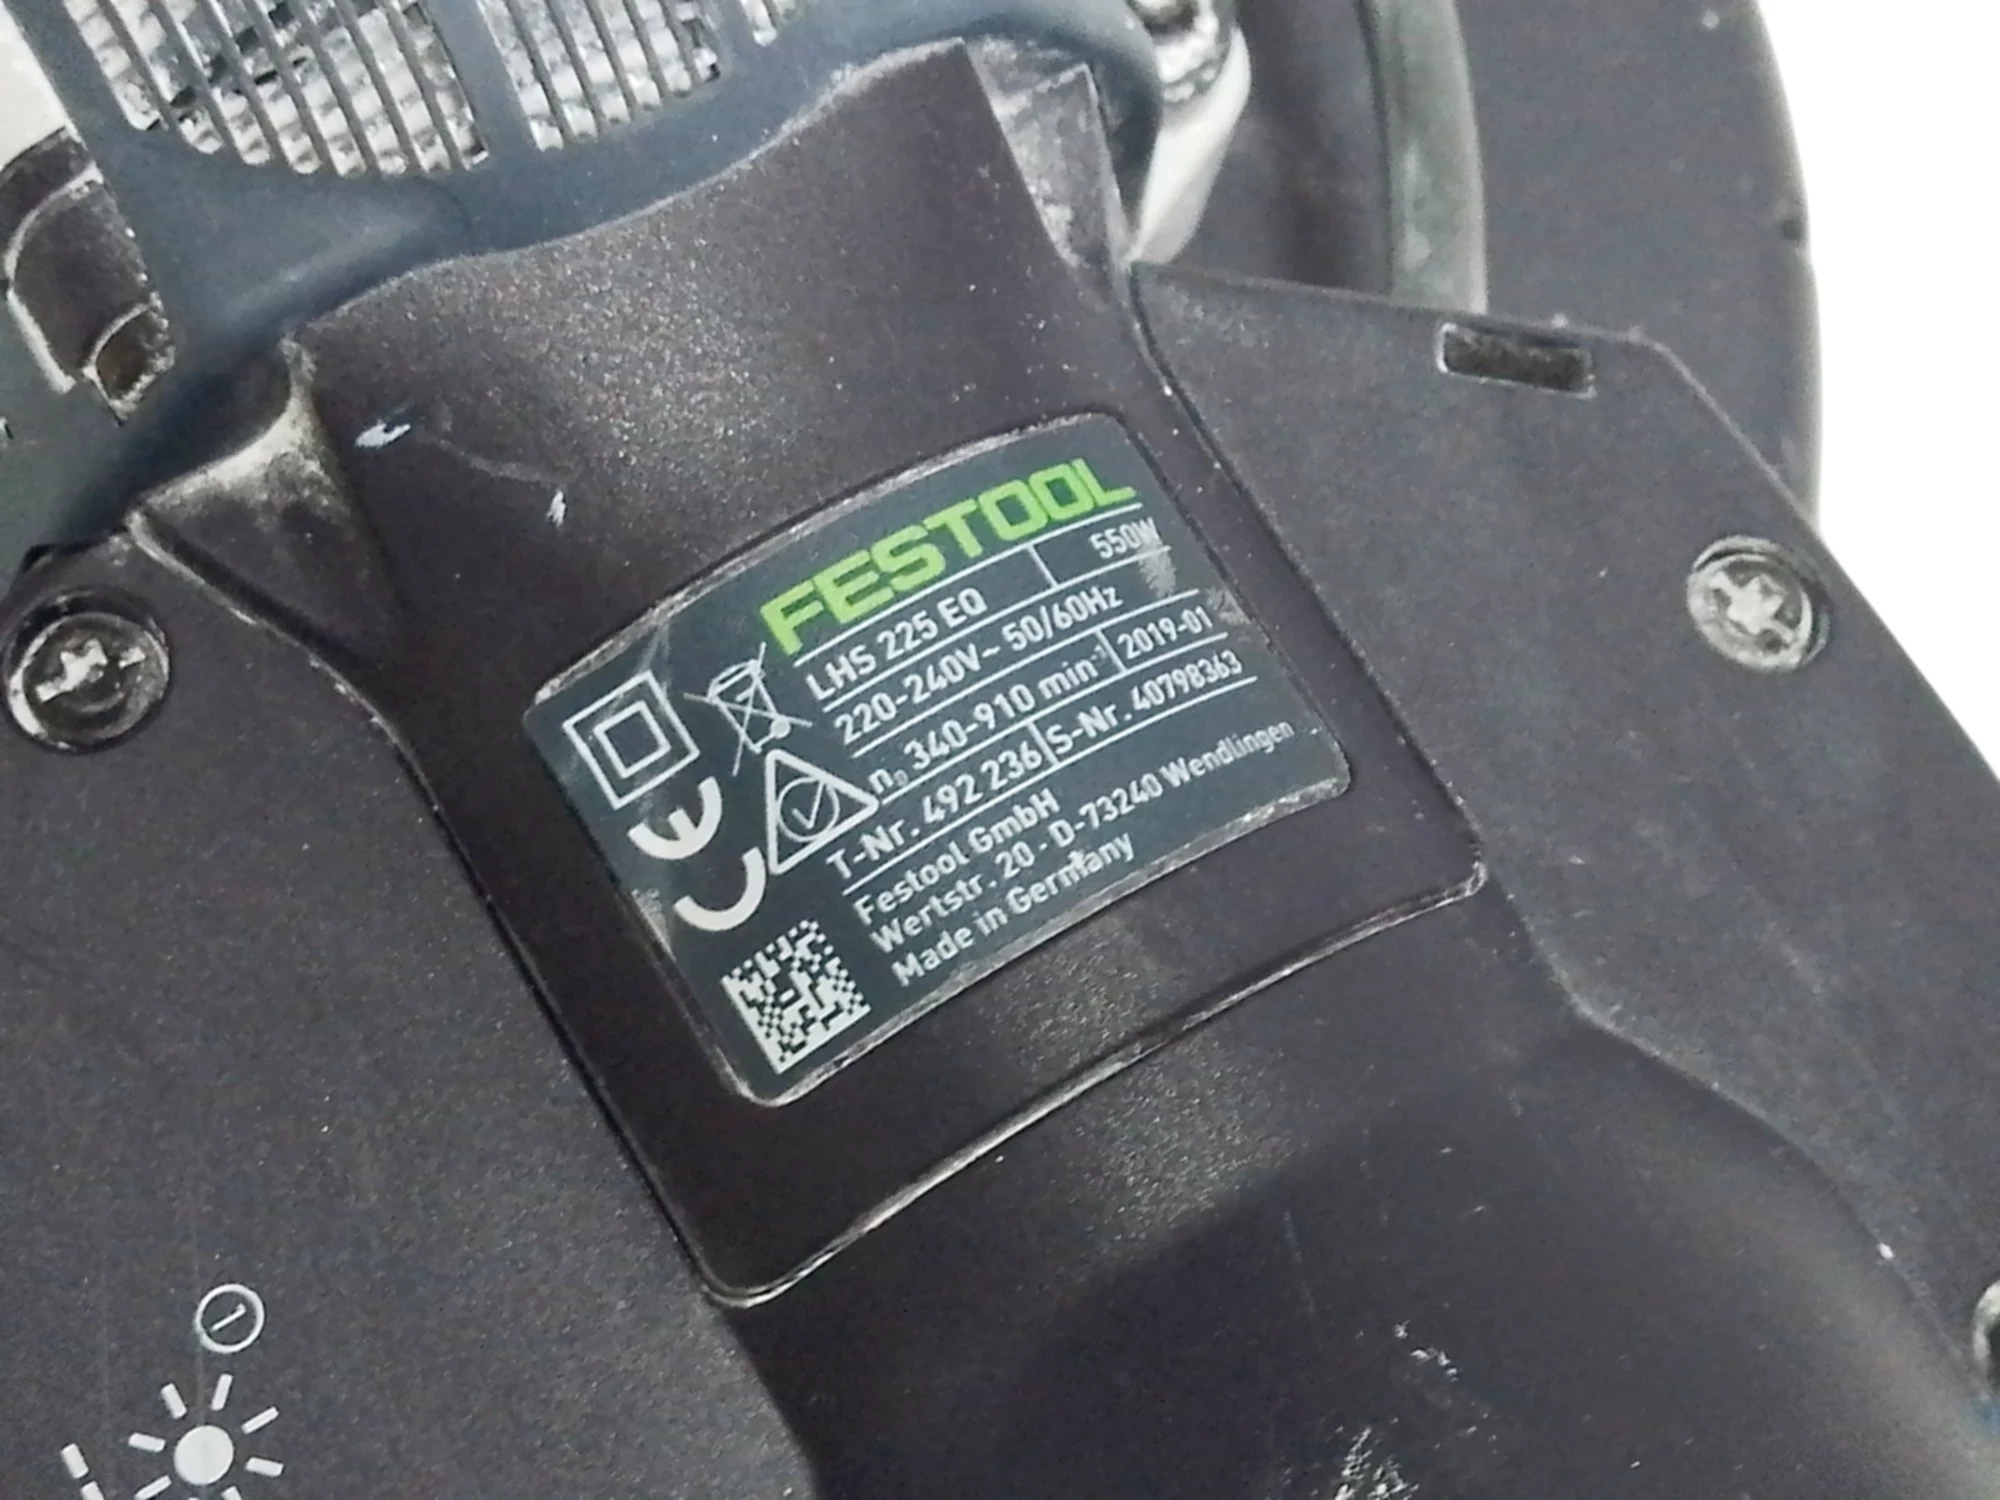 FESTOOL
LHS 225 EQ 550W
220-240V~ 50/60Hz
n₀ 340-910 min⁻¹ 2019-01
T-Nr. 492 236 S-Nr. 40798363
Festool GmbH
Wertstr. 20 · D-73240 Wendlingen
Made in Germany
CE